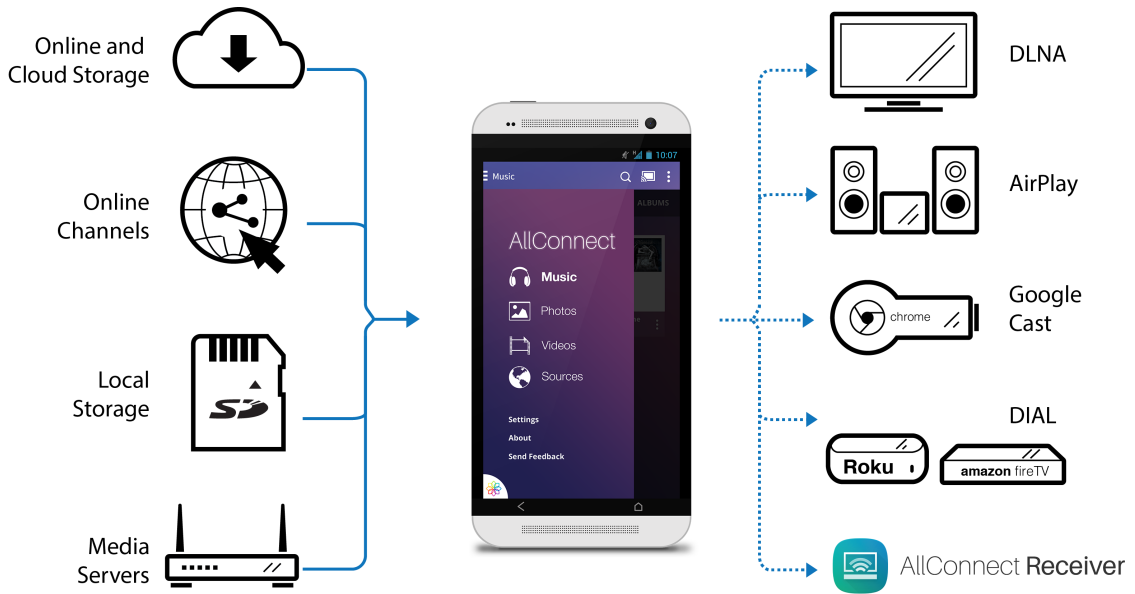 Online and
Cloud Storage
Online
Channels
Local
Storage
SD
Media
Servers
H
10:07
Music
ALBUMS
AllConnect
Music
Photos
Videos
Sources
Settings
About
Send Feedback
DLNA
AirPlay
Google
Cast
chrome
DIAL
Roku
amazon fireTV
AllConnect Receiver